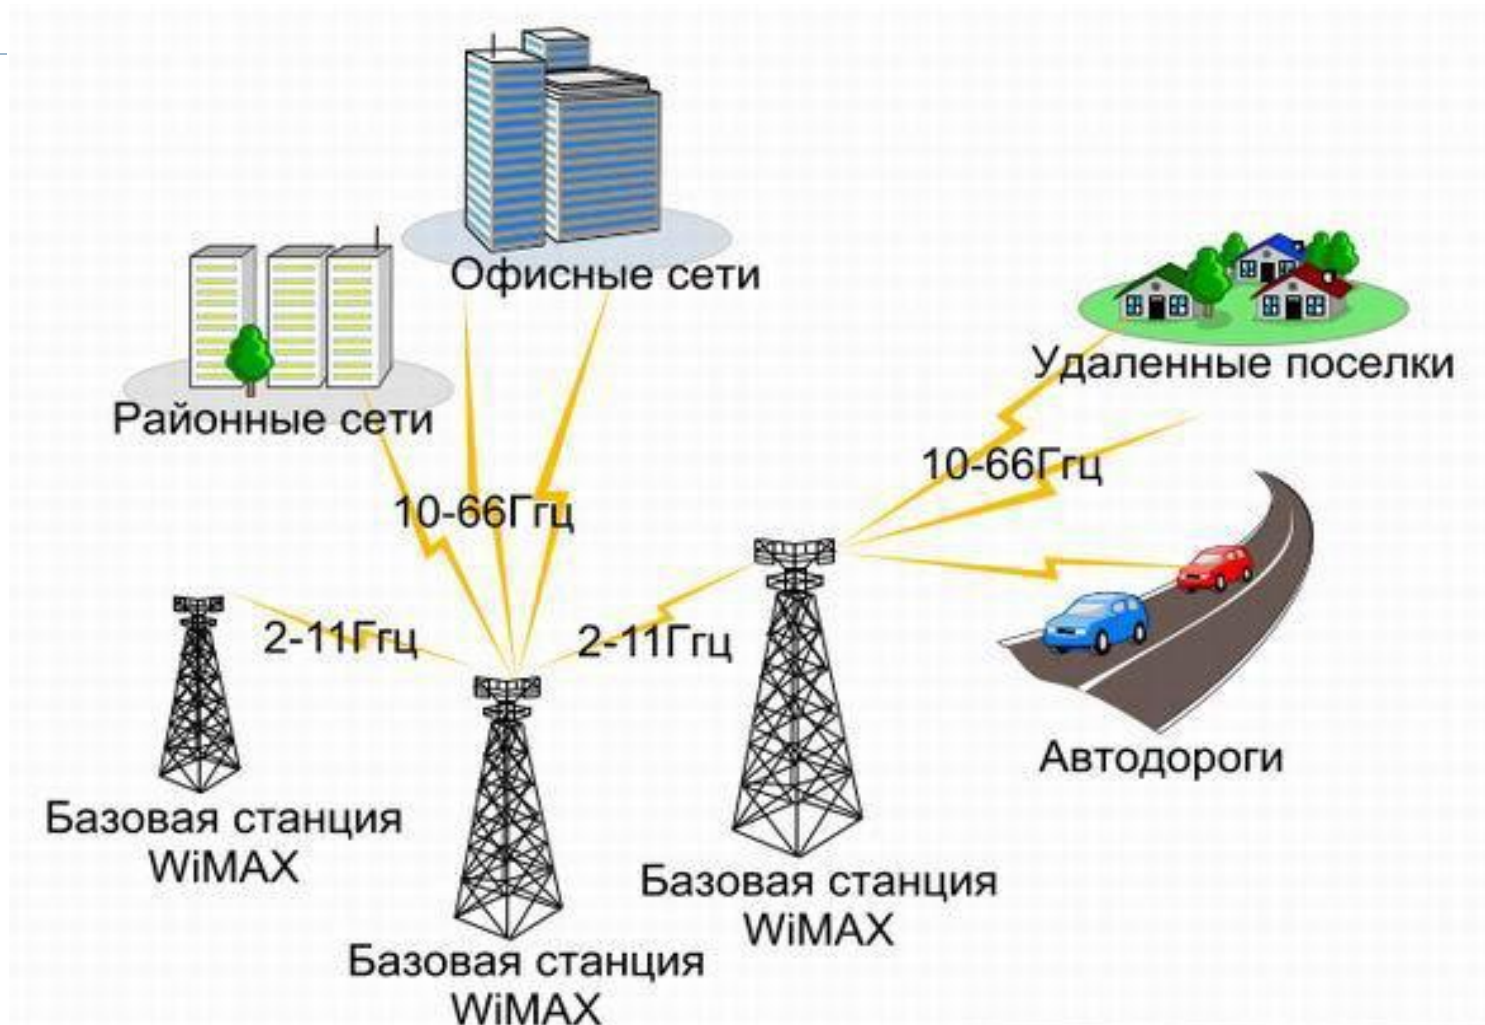 Офисные сети
Районные сети
Удаленные поселки
10-66Ггц
10-66Ггц
2-11Ггц
2-11Ггц
Автодороги
Базовая станция
WiMAX
Базовая станция
WiMAX
Базовая станция
WiMAX